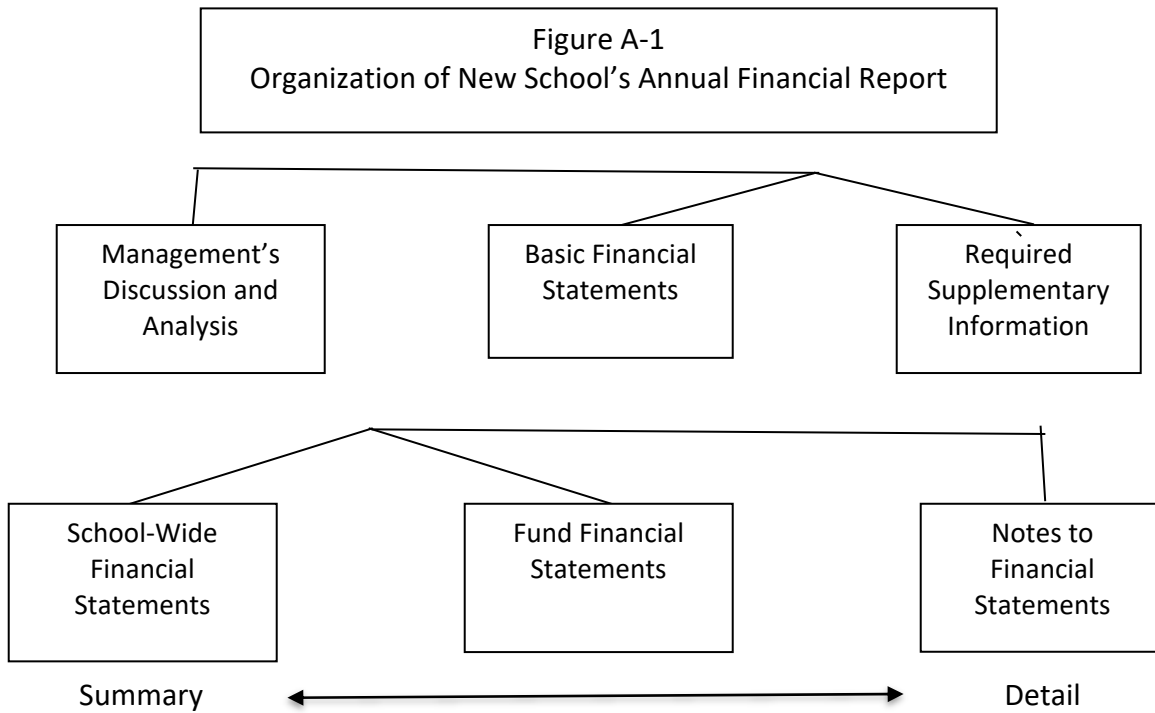 Figure A-1
Organization of New School’s Annual Financial Report
Management’s
Discussion and
Analysis
Basic Financial
Statements
Required
Supplementary
Information
School-Wide
Financial
Statements
Fund Financial
Statements
Notes to
Financial
Statements
Summary
Detail